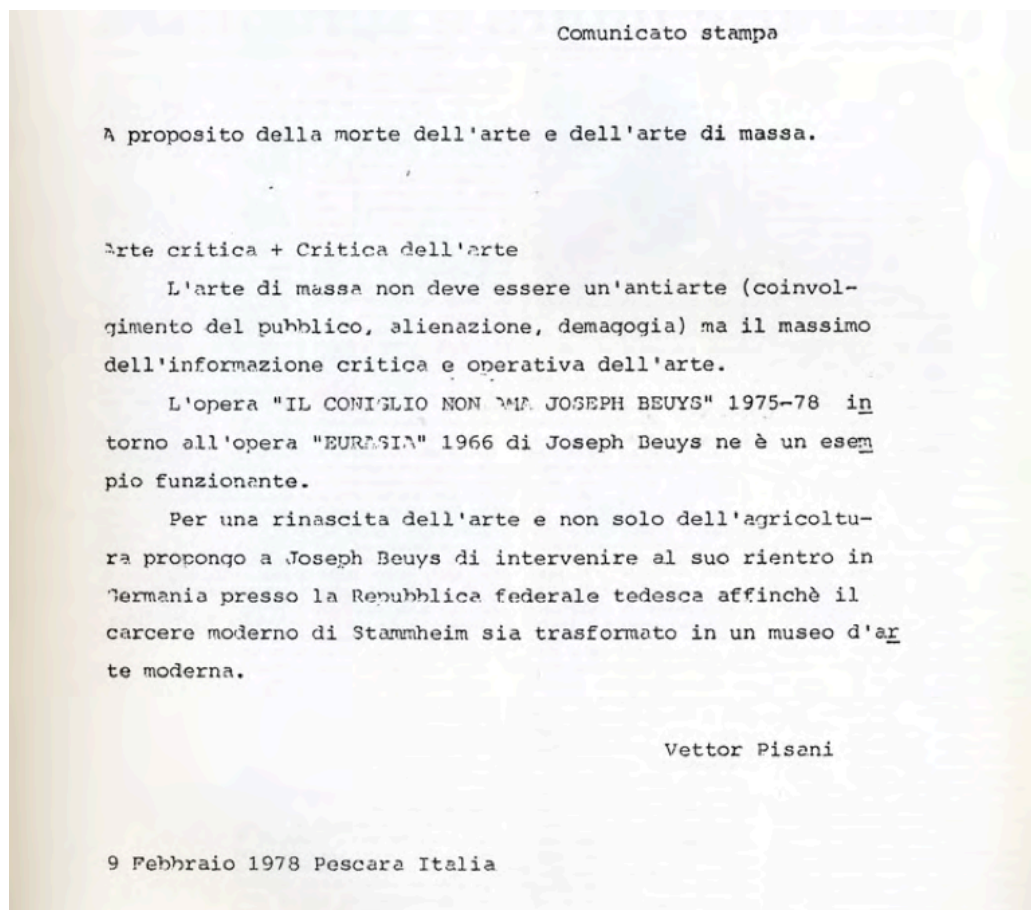 Comunicato stampa
A proposito della morte dell'arte e dell'arte di massa.
Arte critica + Critica dell'arte
L'arte di massa non deve essere un'antiarte (coinvol-
gimento del pubblico, alienazione, demagogia) ma il massimo
dell'informazione critica e operativa dell'arte.
L'opera "IL CONIGLIO NON AMA JOSEPH BEUYS" 1975-78 in
torno all'opera "EURASIA" 1966 di Joseph Beuys ne è un esem
pio funzionante.
Per una rinascita dell'arte e non solo dell'agricoltu-
ra propongo a Joseph Beuys di intervenire al suo rientro in
Germania presso la Repubblica federale tedesca affinchè il
carcere moderno di Stammheim sia trasformato in un museo d'ar
te moderna.
Vettor Pisani
9 Febbraio 1978 Pescara Italia